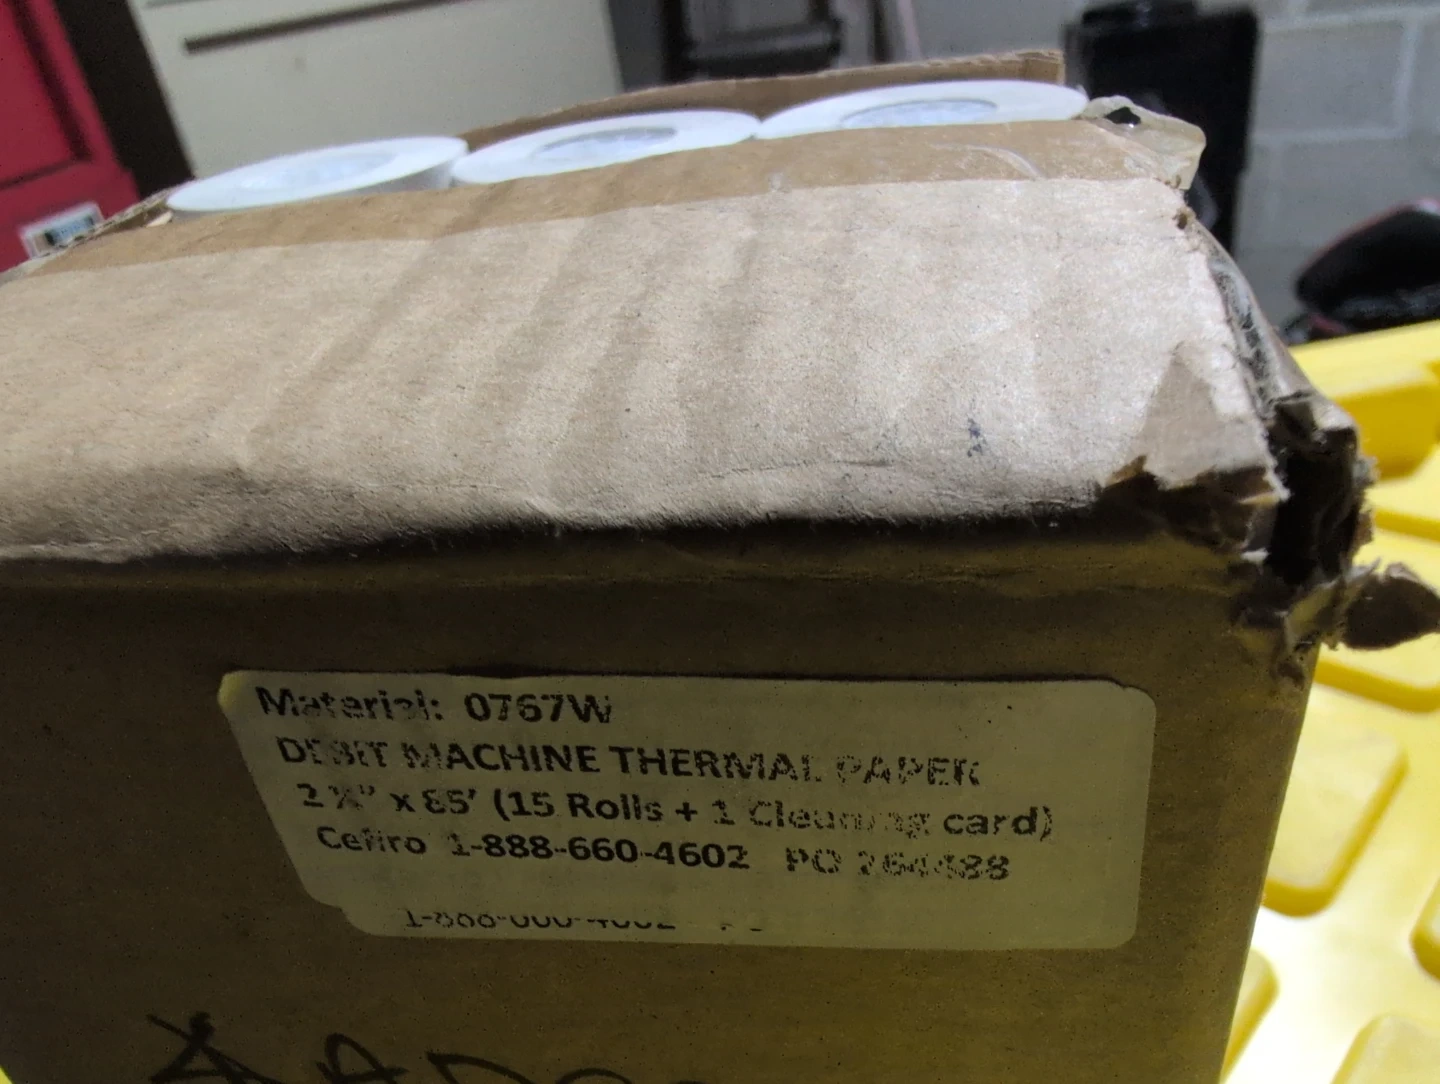 Material: 0767W
DEBIT MACHINE THERMAL PAPER
2 ¼" x 85' (15 Rolls + 1 Cleaning card)
Cefiro 1-888-660-4602 PO